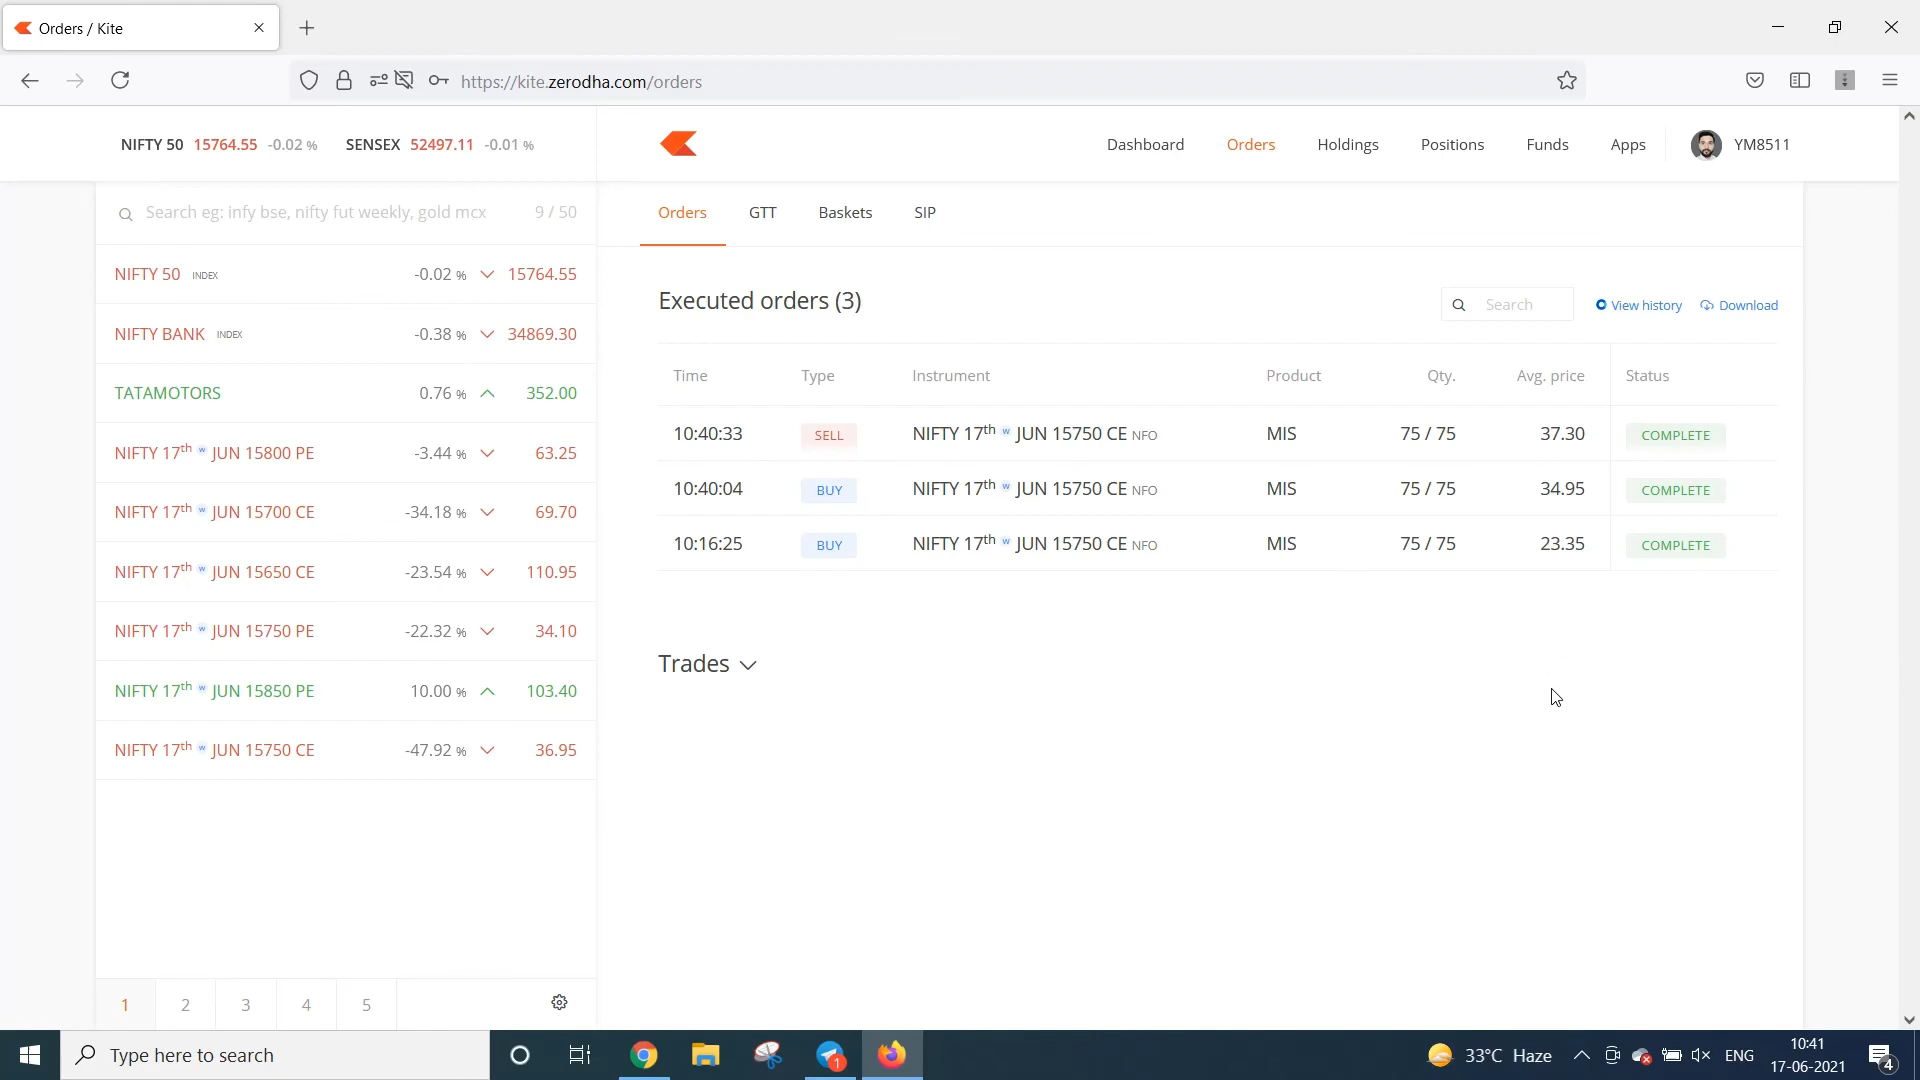 Orders / Kite
https://kite.zerodha.com/orders
NIFTY 50 15764.55 -0.02 % SENSEX 52497.11 -0.01 %
Dashboard Orders Holdings Positions Funds Apps YM8511
Search eg: infy bse, nifty fut weekly, gold mcx 9 / 50
Orders GTT Baskets SIP
NIFTY 50 INDEX -0.02 % 15764.55
NIFTY BANK INDEX -0.38 % 34869.30
TATAMOTORS 0.76 % 352.00
NIFTY 17th w JUN 15800 PE -3.44 % 63.25
NIFTY 17th w JUN 15700 CE -34.18 % 69.70
NIFTY 17th w JUN 15650 CE -23.54 % 110.95
NIFTY 17th w JUN 15750 PE -22.32 % 34.10
NIFTY 17th w JUN 15850 PE 10.00 % 103.40
NIFTY 17th w JUN 15750 CE -47.92 % 36.95
1 2 3 4 5
Executed orders (3)
Search View history Download
Time Type Instrument Product Qty. Avg. price Status
10:40:33 SELL NIFTY 17th w JUN 15750 CE NFO MIS 75 / 75 37.30 COMPLETE
10:40:04 BUY NIFTY 17th w JUN 15750 CE NFO MIS 75 / 75 34.95 COMPLETE
10:16:25 BUY NIFTY 17th w JUN 15750 CE NFO MIS 75 / 75 23.35 COMPLETE
Trades
Type here to search
1
33°C Haze
ENG
10:41
17-06-2021
4